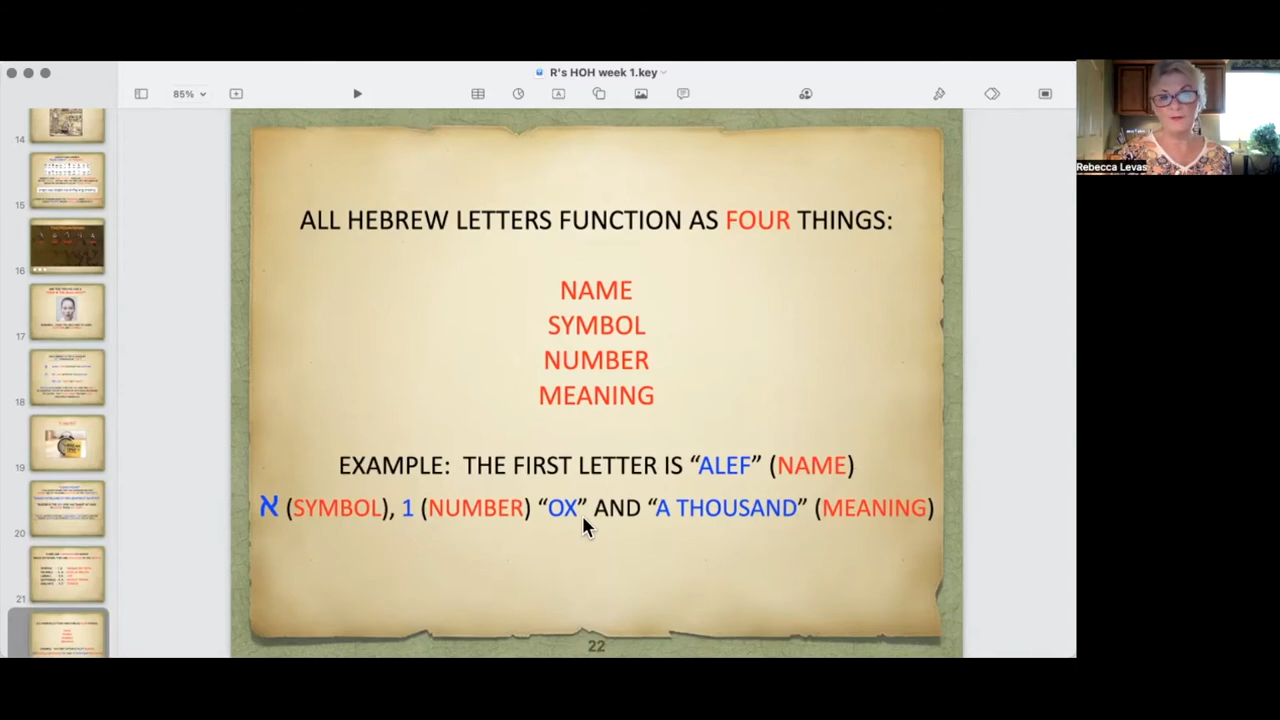 R's HOH week 1.key
85%
14
15
16
17
18
19
20
21
ALL HEBREW LETTERS FUNCTION AS FOUR THINGS:
NAME
SYMBOL
NUMBER
MEANING
EXAMPLE: THE FIRST LETTER IS “ALEF” (NAME)
א (SYMBOL), 1 (NUMBER) “OX” AND “A THOUSAND” (MEANING)
22
Rebecca Levas